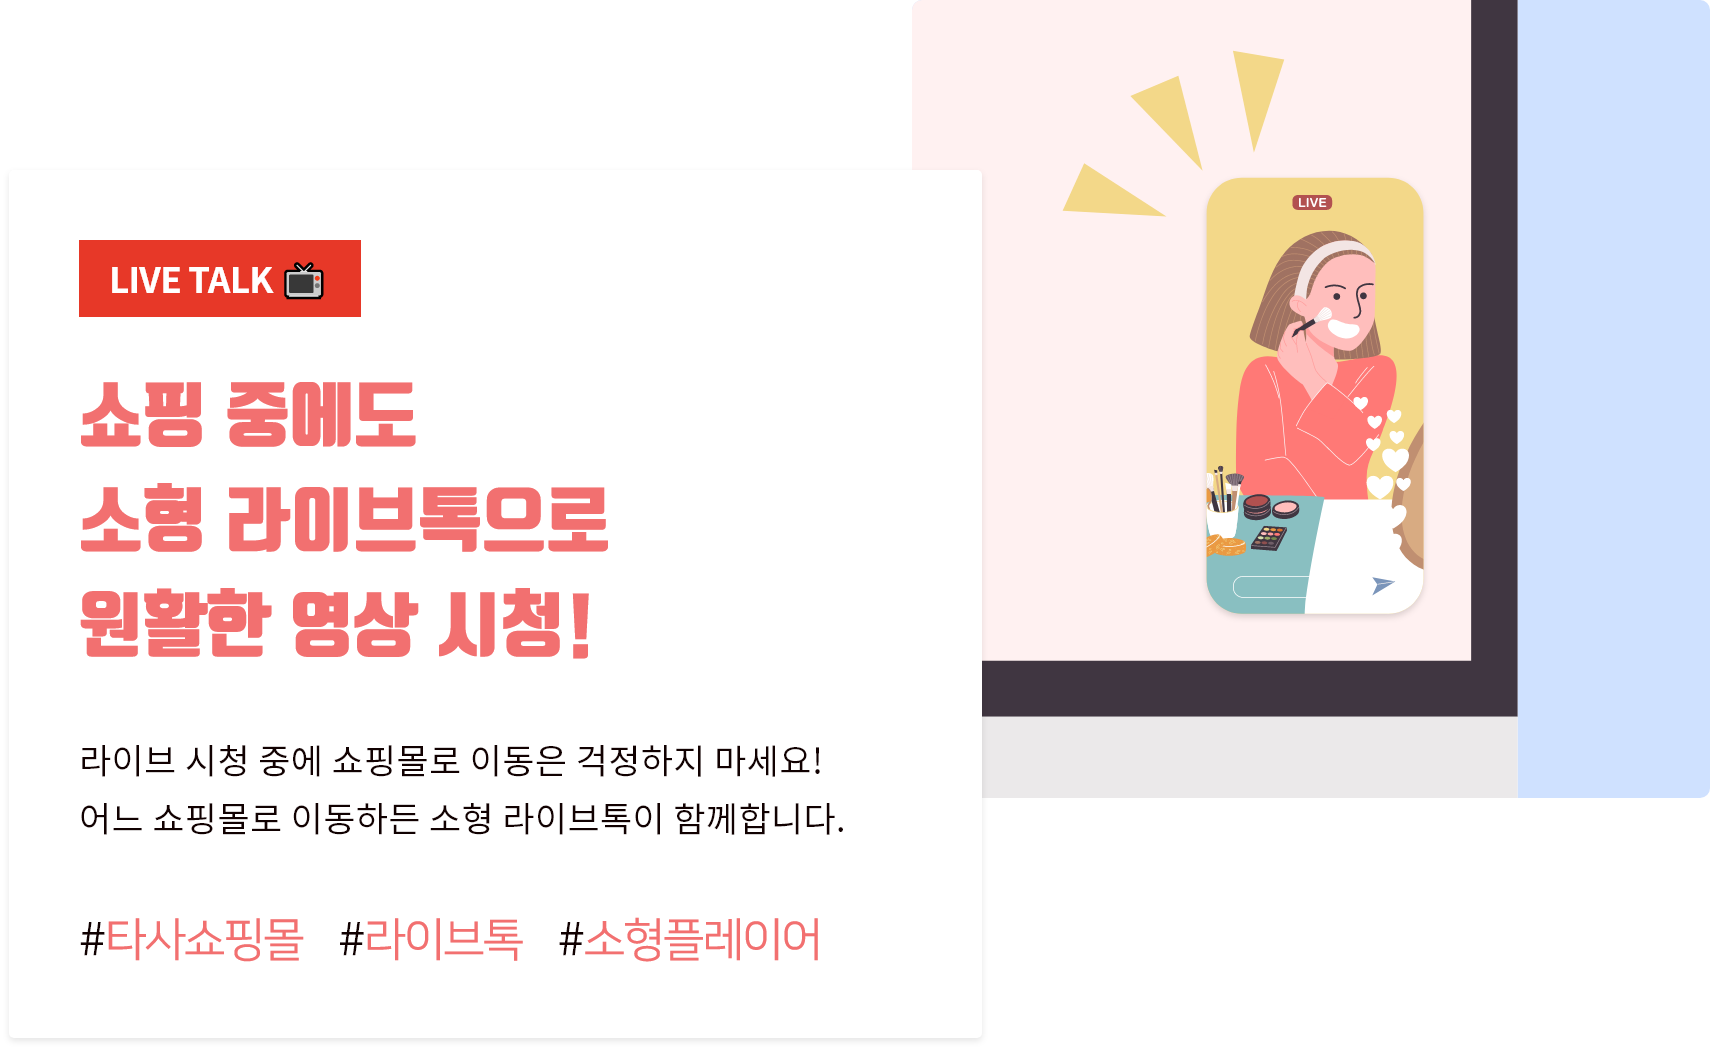 LIVE TALK
쇼핑 중에도
소형 라이브톡으로
원활한 영상 시청!
라이브 시청 중에 쇼핑몰로 이동은 걱정하지 마세요!
어느 쇼핑몰로 이동하든 소형 라이브톡이 함께합니다.
#타사쇼핑몰 #라이브톡 #소형플레이어
LIVE